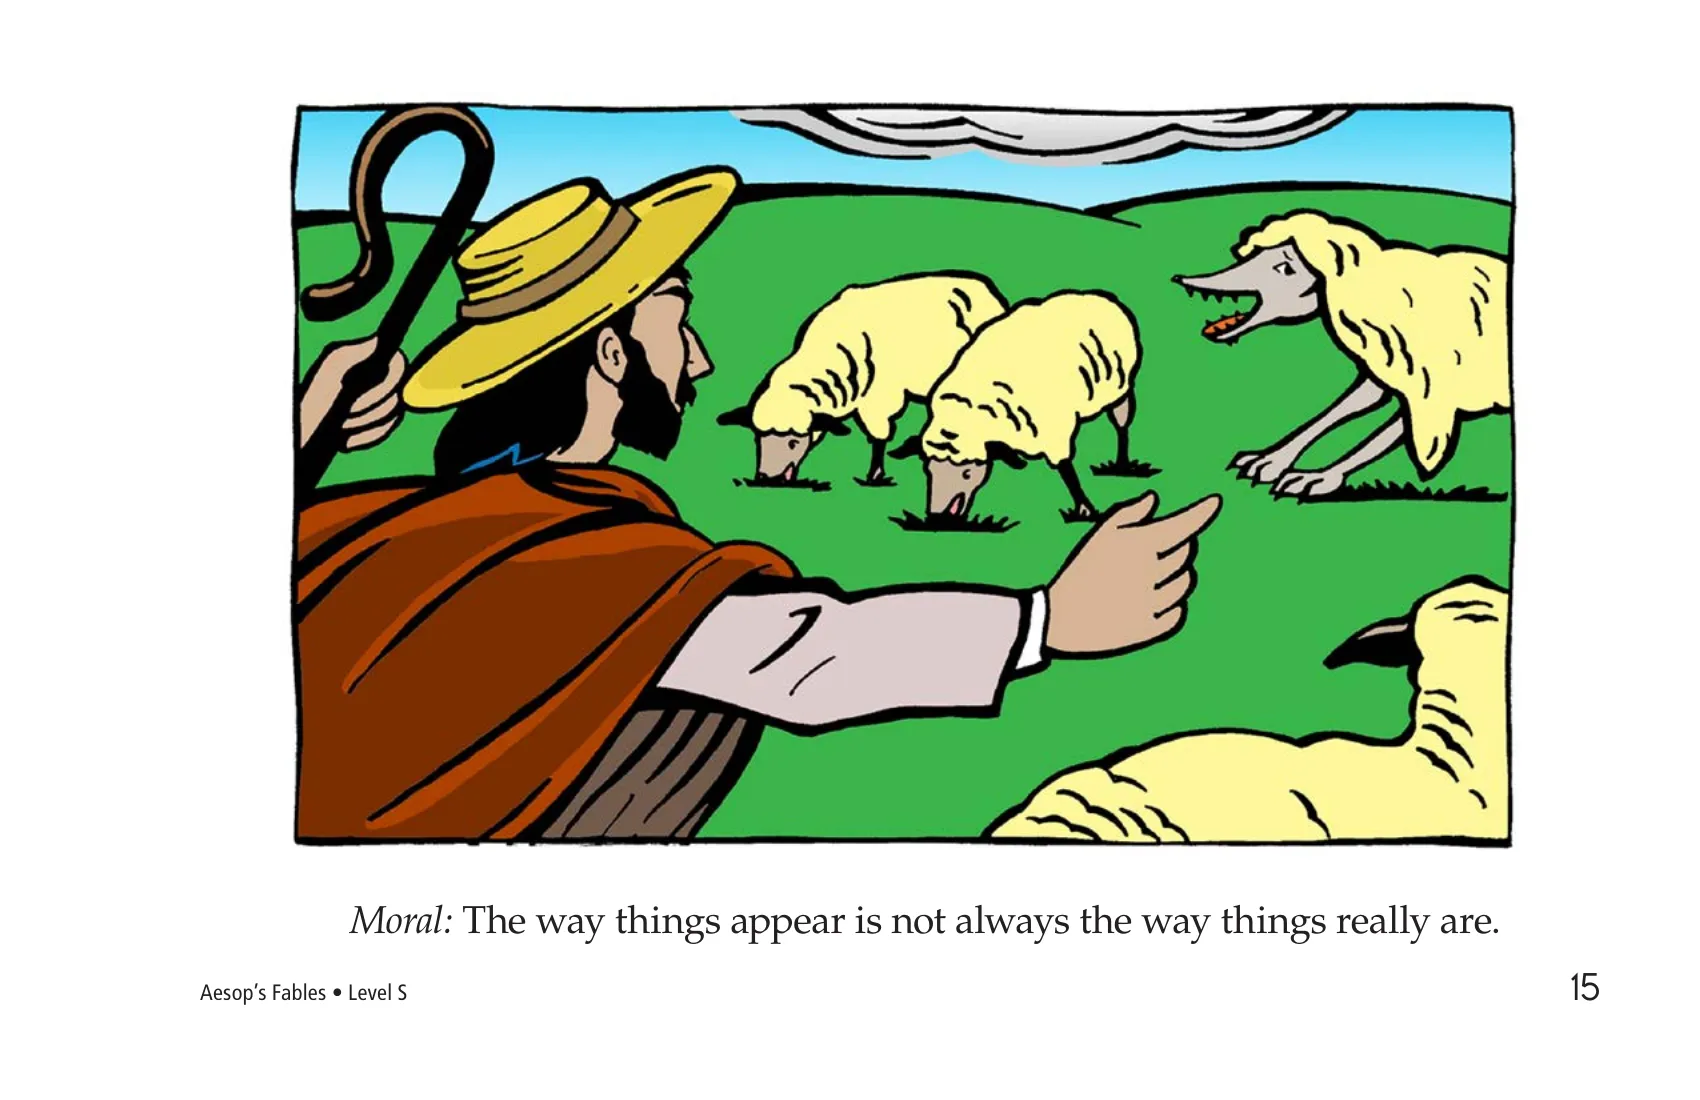 Moral: The way things appear is not always the way things really are.
Aesop’s Fables • Level S
15